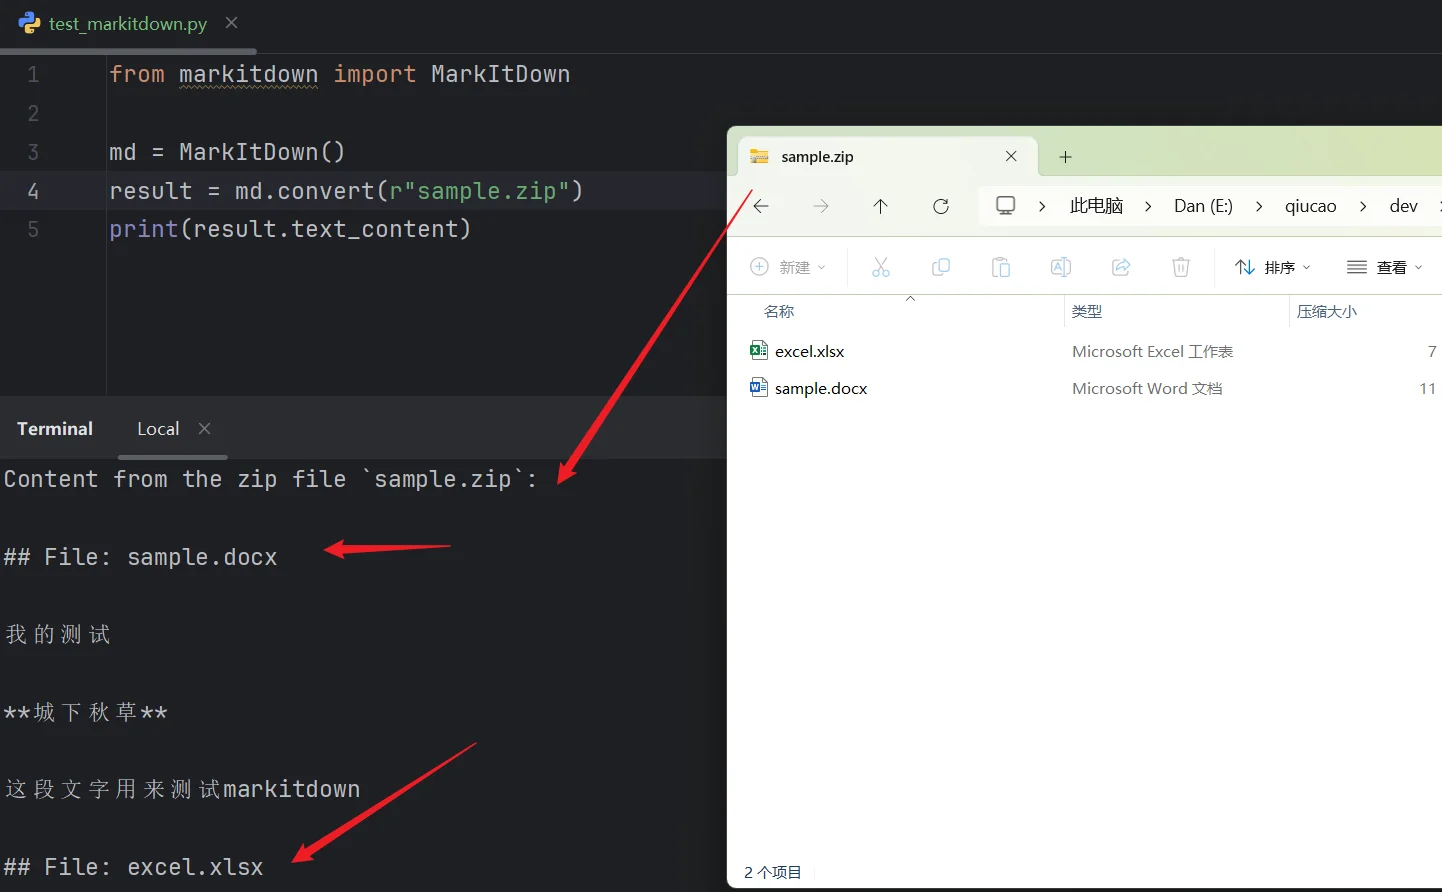 test_markitdown.py
1 from markitdown import MarkItDown
2
3 md = MarkItDown()
4 result = md.convert(r"sample.zip")
5 print(result.text_content)
Terminal Local
Content from the zip file `sample.zip`:
## File: sample.docx
我的测试
**城下秋草**
这段文字用来测试markitdown
## File: excel.xlsx
sample.zip
此电脑 > Dan (E:) > qiucao > dev
新建 排序 查看
名称 类型 压缩大小
excel.xlsx Microsoft Excel 工作表 7
sample.docx Microsoft Word 文档 11
2 个项目